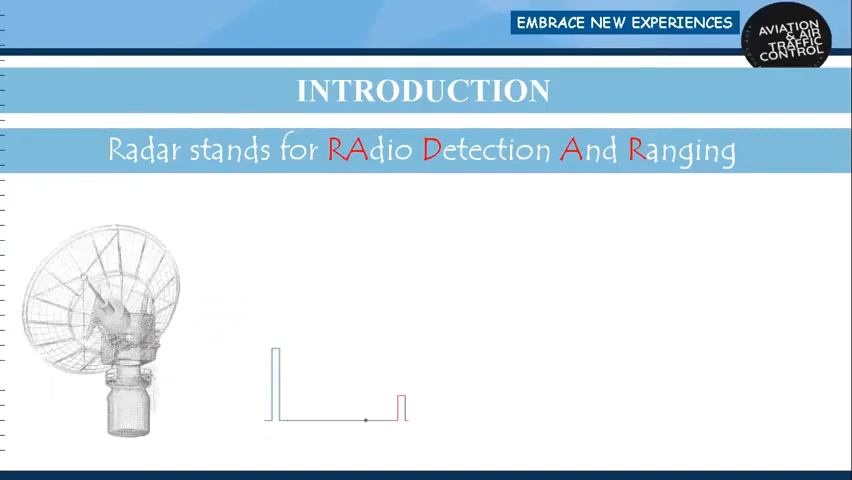 EMBRACE NEW EXPERIENCES
AVIATION
& AIR
TRAFFIC
CONTROL
INTRODUCTION
Radar stands for RAdio Detection And Ranging